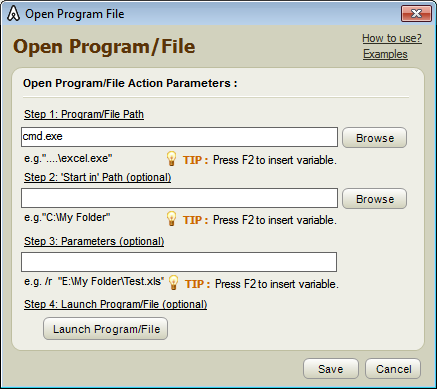 Open Program File
Open Program/File
How to use?
Examples
Open Program/File Action Parameters :
Step 1: Program/File Path
cmd.exe
Browse
e.g."....\excel.exe"
TIP : Press F2 to insert variable.
Step 2: 'Start in' Path (optional)
Browse
e.g."C:\My Folder"
TIP : Press F2 to insert variable.
Step 3: Parameters (optional)
e.g. /r "E:\My Folder\Test.xls"
TIP : Press F2 to insert variable.
Step 4: Launch Program/File (optional)
Launch Program/File
Save
Cancel